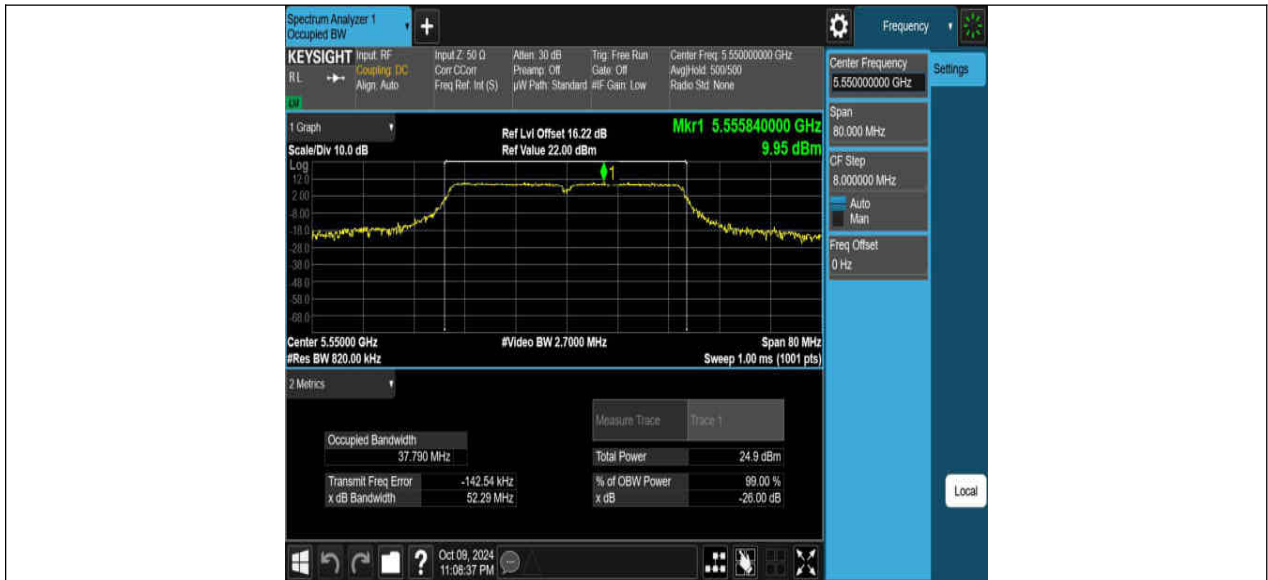 Spectrum Analyzer 1
Occupied BW
+
Frequency
KEYSIGHT
RL
LM
Input: RF
Coupling: DC
Align: Auto
Input Z: 50 Ω
Corr CCorr
Freq Ref: Int (S)
Atten: 30 dB
Preamp: Off
µW Path: Standard
Trig: Free Run
Gate: Off
#IF Gain: Low
Center Freq: 5.550000000 GHz
Avg|Hold: 500/500
Radio Std: None
Center Frequency
5.550000000 GHz
Settings
Span
80.000 MHz
CF Step
8.000000 MHz
Auto
Man
Freq Offset
0 Hz
1 Graph
Scale/Div 10.0 dB
Ref Lvl Offset 16.22 dB
Ref Value 22.00 dBm
Mkr1 5.555840000 GHz
9.95 dBm
Log
12.0
2.00
-8.00
-18.0
-28.0
-38.0
-48.0
-58.0
-68.0
1
Center 5.55000 GHz
#Video BW 2.7000 MHz
Span 80 MHz
#Res BW 820.00 kHz
Sweep 1.00 ms (1001 pts)
2 Metrics
Measure Trace Trace 1
Occupied Bandwidth
37.790 MHz
Total Power 24.9 dBm
Transmit Freq Error -142.54 kHz
% of OBW Power 99.00 %
x dB Bandwidth 52.29 MHz
x dB -26.00 dB
Local
?
Oct 09, 2024
11:08:37 PM